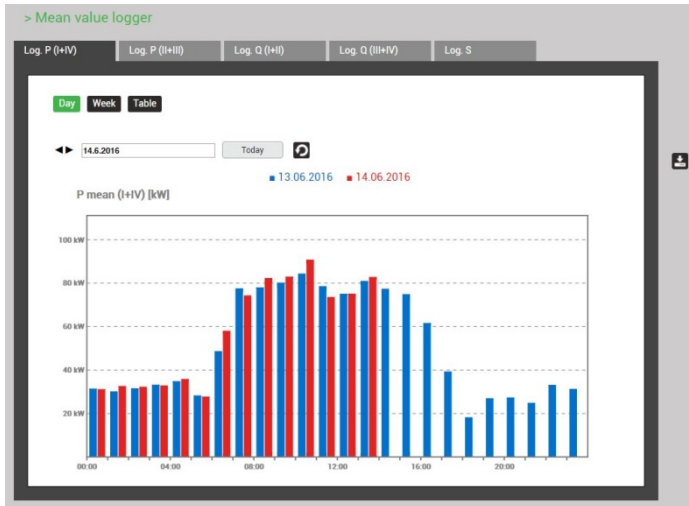 > Mean value logger
Log. P (I+IV) Log. P (II+III) Log. Q (I+II) Log. Q (III+IV) Log. S
Day Week Table
14.6.2016 Today
13.06.2016 14.06.2016
P mean (I+IV) [kW]
100 kW
80 kW
60 kW
40 kW
20 kW
00:00 04:00 08:00 12:00 16:00 20:00